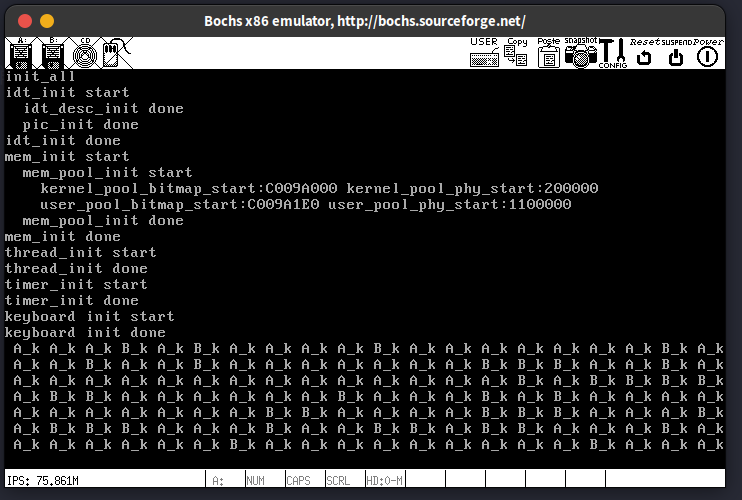 Bochs x86 emulator, http://bochs.sourceforge.net/
A: B: USER Copy Paste Snapshot CONFIG Reset SUSPEND Power
init_all
idt_init start
idt_desc_init done
pic_init done
idt_init done
mem_init start
mem_pool_init start
kernel_pool_bitmap_start:C009A000 kernel_pool_phy_start:200000
user_pool_bitmap_start:C009A1E0 user_pool_phy_start:1100000
mem_pool_init done
mem_init done
thread_init start
thread_init done
timer_init start
timer_init done
keyboard init start
keyboard init done
A_k A_k A_k B_k A_k B_k A_k A_k A_k A_k B_k A_k A_k A_k A_k A_k A_k A_k B_k A_k
A_k A_k B_k A_k B_k A_k A_k A_k B_k A_k A_k A_k A_k B_k A_k A_k A_k A_k A_k A_k
A_k A_k A_k A_k B_k A_k A_k A_k A_k B_k A_k A_k A_k A_k B_k A_k B_k B_k B_k B_k
A_k B_k B_k A_k A_k A_k A_k A_k A_k B_k A_k A_k B_k A_k B_k A_k A_k A_k A_k A_k
A_k A_k A_k A_k A_k A_k A_k B_k B_k A_k A_k A_k A_k B_k B_k A_k A_k B_k A_k A_k
A_k B_k B_k B_k A_k A_k B_k A_k A_k A_k B_k B_k A_k B_k A_k A_k A_k A_k A_k A_k
A_k A_k A_k A_k A_k A_k B_k A_k A_k A_k A_k A_k A_k A_k A_k A_k B_k A_k A_k A_k
IPS: 75.861M A: NUM CAPS SCRL HD:0-M